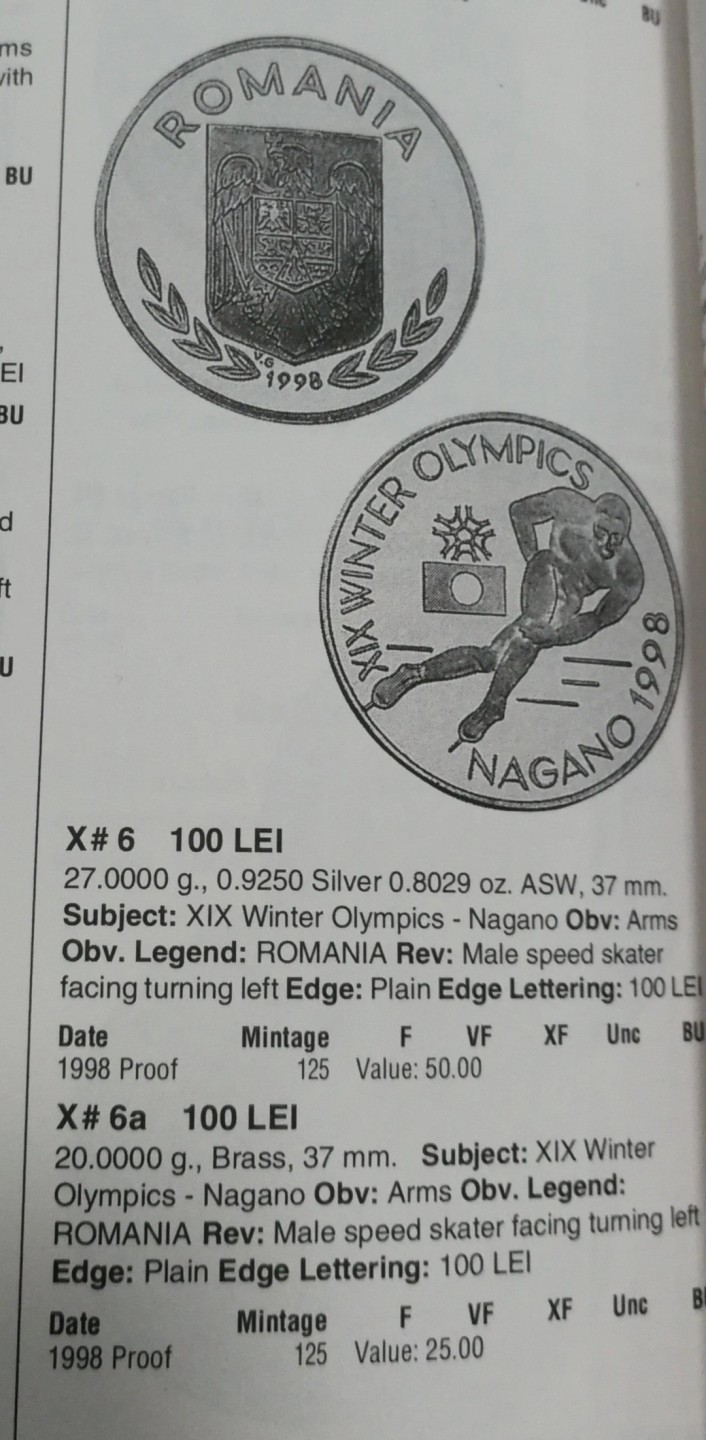 BU
ms
vith
BU
EI
BU
d
ft
U
ROMANIA
V.G
1998
XIX WINTER OLYMPICS
NAGANO 1998
X# 6 100 LEI
27.0000 g., 0.9250 Silver 0.8029 oz. ASW, 37 mm.
Subject: XIX Winter Olympics - Nagano Obv: Arms
Obv. Legend: ROMANIA Rev: Male speed skater
facing turning left Edge: Plain Edge Lettering: 100 LEI
Date Mintage F VF XF Unc BU
1998 Proof 125 Value: 50.00
X# 6a 100 LEI
20.0000 g., Brass, 37 mm. Subject: XIX Winter
Olympics - Nagano Obv: Arms Obv. Legend:
ROMANIA Rev: Male speed skater facing turning left
Edge: Plain Edge Lettering: 100 LEI
Date Mintage F VF XF Unc B
1998 Proof 125 Value: 25.00